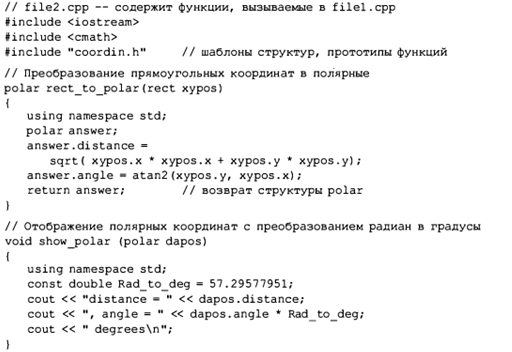 // file2.cpp -- содержит функции, вызываемые в file1.cpp
#include <iostream>
#include <cmath>
#include "coordin.h" // шаблоны структур, прототипы функций
// Преобразование прямоугольных координат в полярные
polar rect_to_polar(rect xypos)
{
using namespace std;
polar answer;
answer.distance =
sqrt( xypos.x * xypos.x + xypos.y * xypos.y);
answer.angle = atan2(xypos.y, xypos.x);
return answer; // возврат структуры polar
}
// Отображение полярных координат с преобразованием радиан в градусы
void show_polar (polar dapos)
{
using namespace std;
const double Rad_to_deg = 57.29577951;
cout << "distance = " << dapos.distance;
cout << ", angle = " << dapos.angle * Rad_to_deg;
cout << " degrees\n";
}